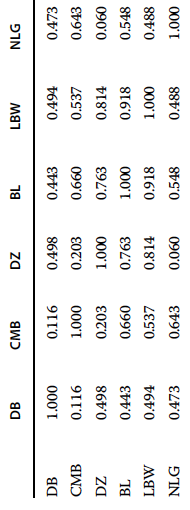 DB CMB DZ BL LBW NLG
DB 1.000 0.116 0.498 0.443 0.494 0.473
CMB 0.116 1.000 0.203 0.660 0.537 0.643
DZ 0.498 0.203 1.000 0.763 0.814 0.060
BL 0.443 0.660 0.763 1.000 0.918 0.548
LBW 0.494 0.537 0.814 0.918 1.000 0.488
NLG 0.473 0.643 0.060 0.548 0.488 1.000